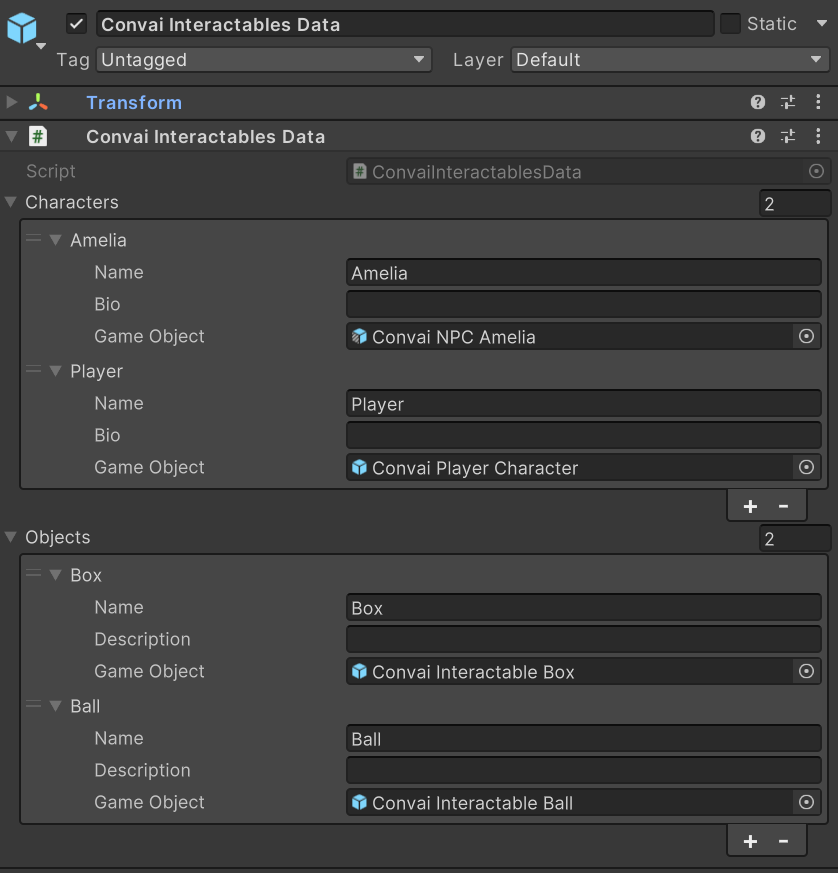 Convai Interactables Data
Static
Tag Untagged Layer Default
Transform
# Convai Interactables Data
Script # ConvaiInteractablesData
Characters 2
Amelia
Name Amelia
Bio
Game Object Convai NPC Amelia
Player
Name Player
Bio
Game Object Convai Player Character
+ -
Objects 2
Box
Name Box
Description
Game Object Convai Interactable Box
Ball
Name Ball
Description
Game Object Convai Interactable Ball
+ -